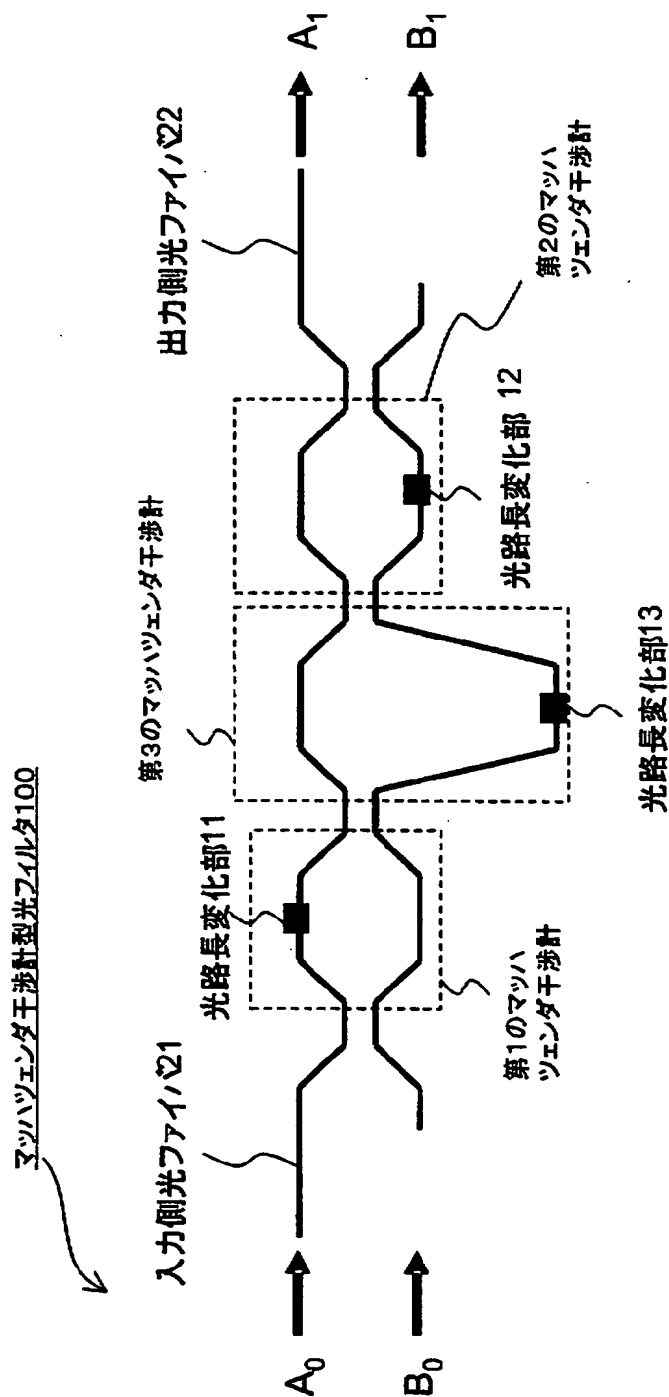 マッハツェンダ干渉計型光フィルタ100
入力側光ファイバ21
出力側光ファイバ22
第3のマッハツェンダ干渉計
光路長変化部11
A0
A1
B0
B1
第1のマッハ
ツェンダ干渉計
光路長変化部 12
第2のマッハ
ツェンダ干渉計
光路長変化部13